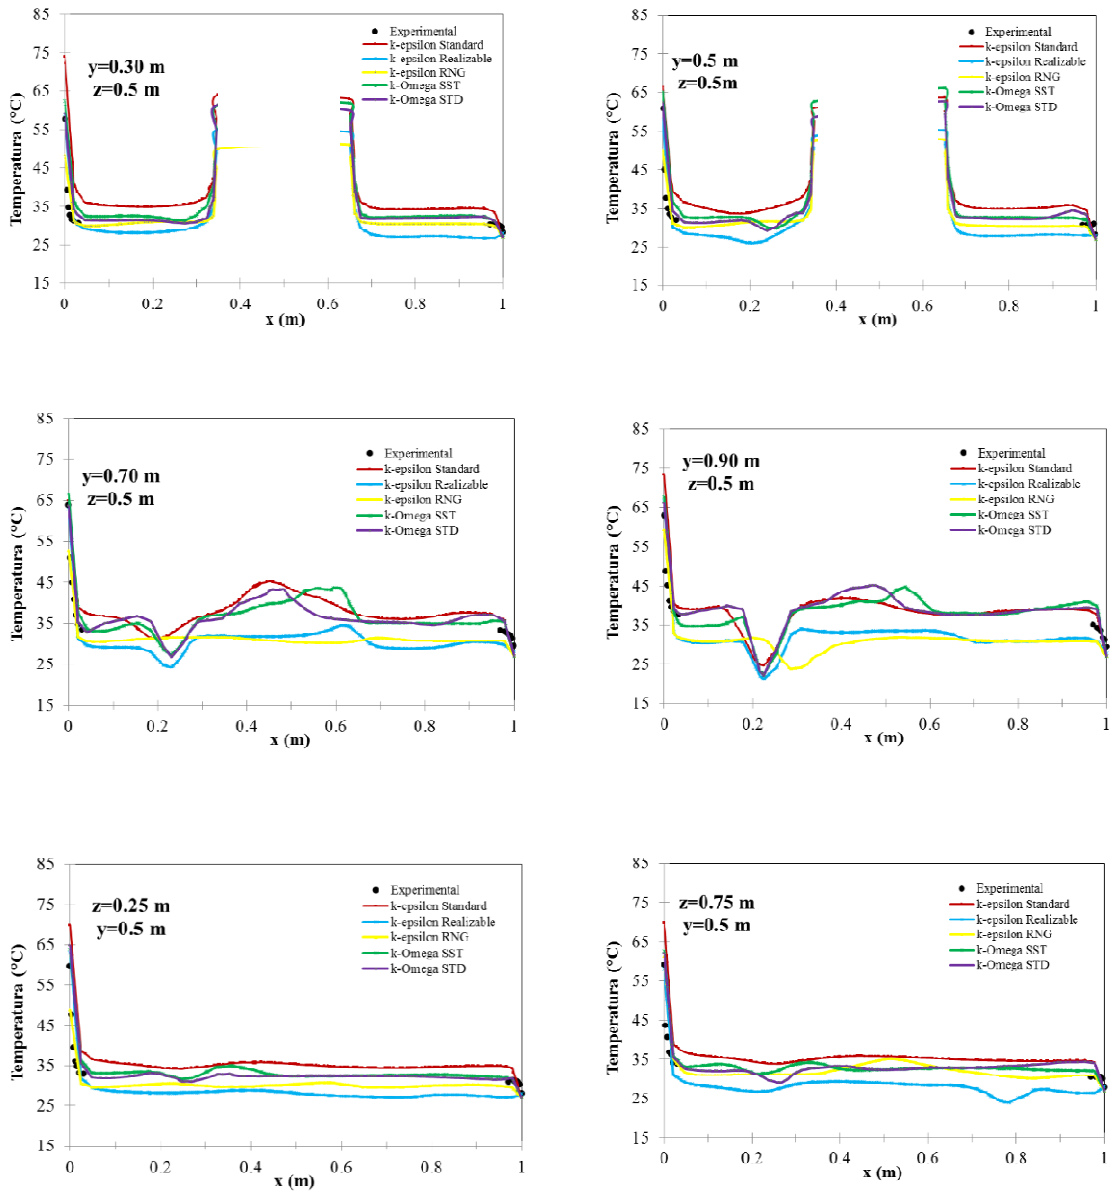 85
75
65
55
45
35
25
15
Temperatura (°C)
y=0.30 m
z=0.5 m
Experimental
k-epsilon Standard
k-epsilon Realizable
k-epsilon RNG
k-Omega SST
k-Omega STD
0 0.2 0.4 0.6 0.8 1
x (m)
85
75
65
55
45
35
25
15
Temperatura (°C)
y=0.5 m
z=0.5m
Experimental
k-epsilon Standard
k-epsilon Realizable
k-epsilon RNG
k-Omega SST
k-Omega STD
0 0.2 0.4 0.6 0.8 1
x (m)
85
75
65
55
45
35
25
15
Temperatura (°C)
y=0.70 m
z=0.5 m
Experimental
k-epsilon Standard
k-epsilon Realizable
k-epsilon RNG
k-Omega SST
k-Omega STD
0 0.2 0.4 0.6 0.8 1
x (m)
85
75
65
55
45
35
25
15
Temperatura (°C)
y=0.90 m
z=0.5 m
Experimental
k-epsilon Standard
k-epsilon Realizable
k-epsilon RNG
k-Omega SST
k-Omega STD
0 0.2 0.4 0.6 0.8 1
x (m)
85
75
65
55
45
35
25
15
Temperatura (°C)
z=0.25 m
y=0.5 m
Experimental
k-epsilon Standard
k-epsilon Realizable
k-epsilon RNG
k-Omega SST
k-Omega STD
0 0.2 0.4 0.6 0.8 1
x (m)
85
75
65
55
45
35
25
15
Temperatura (°C)
z=0.75 m
y=0.5 m
Experimental
k-epsilon Standard
k-epsilon Realizable
k-epsilon RNG
k-Omega SST
k-Omega STD
0 0.2 0.4 0.6 0.8 1
x (m)